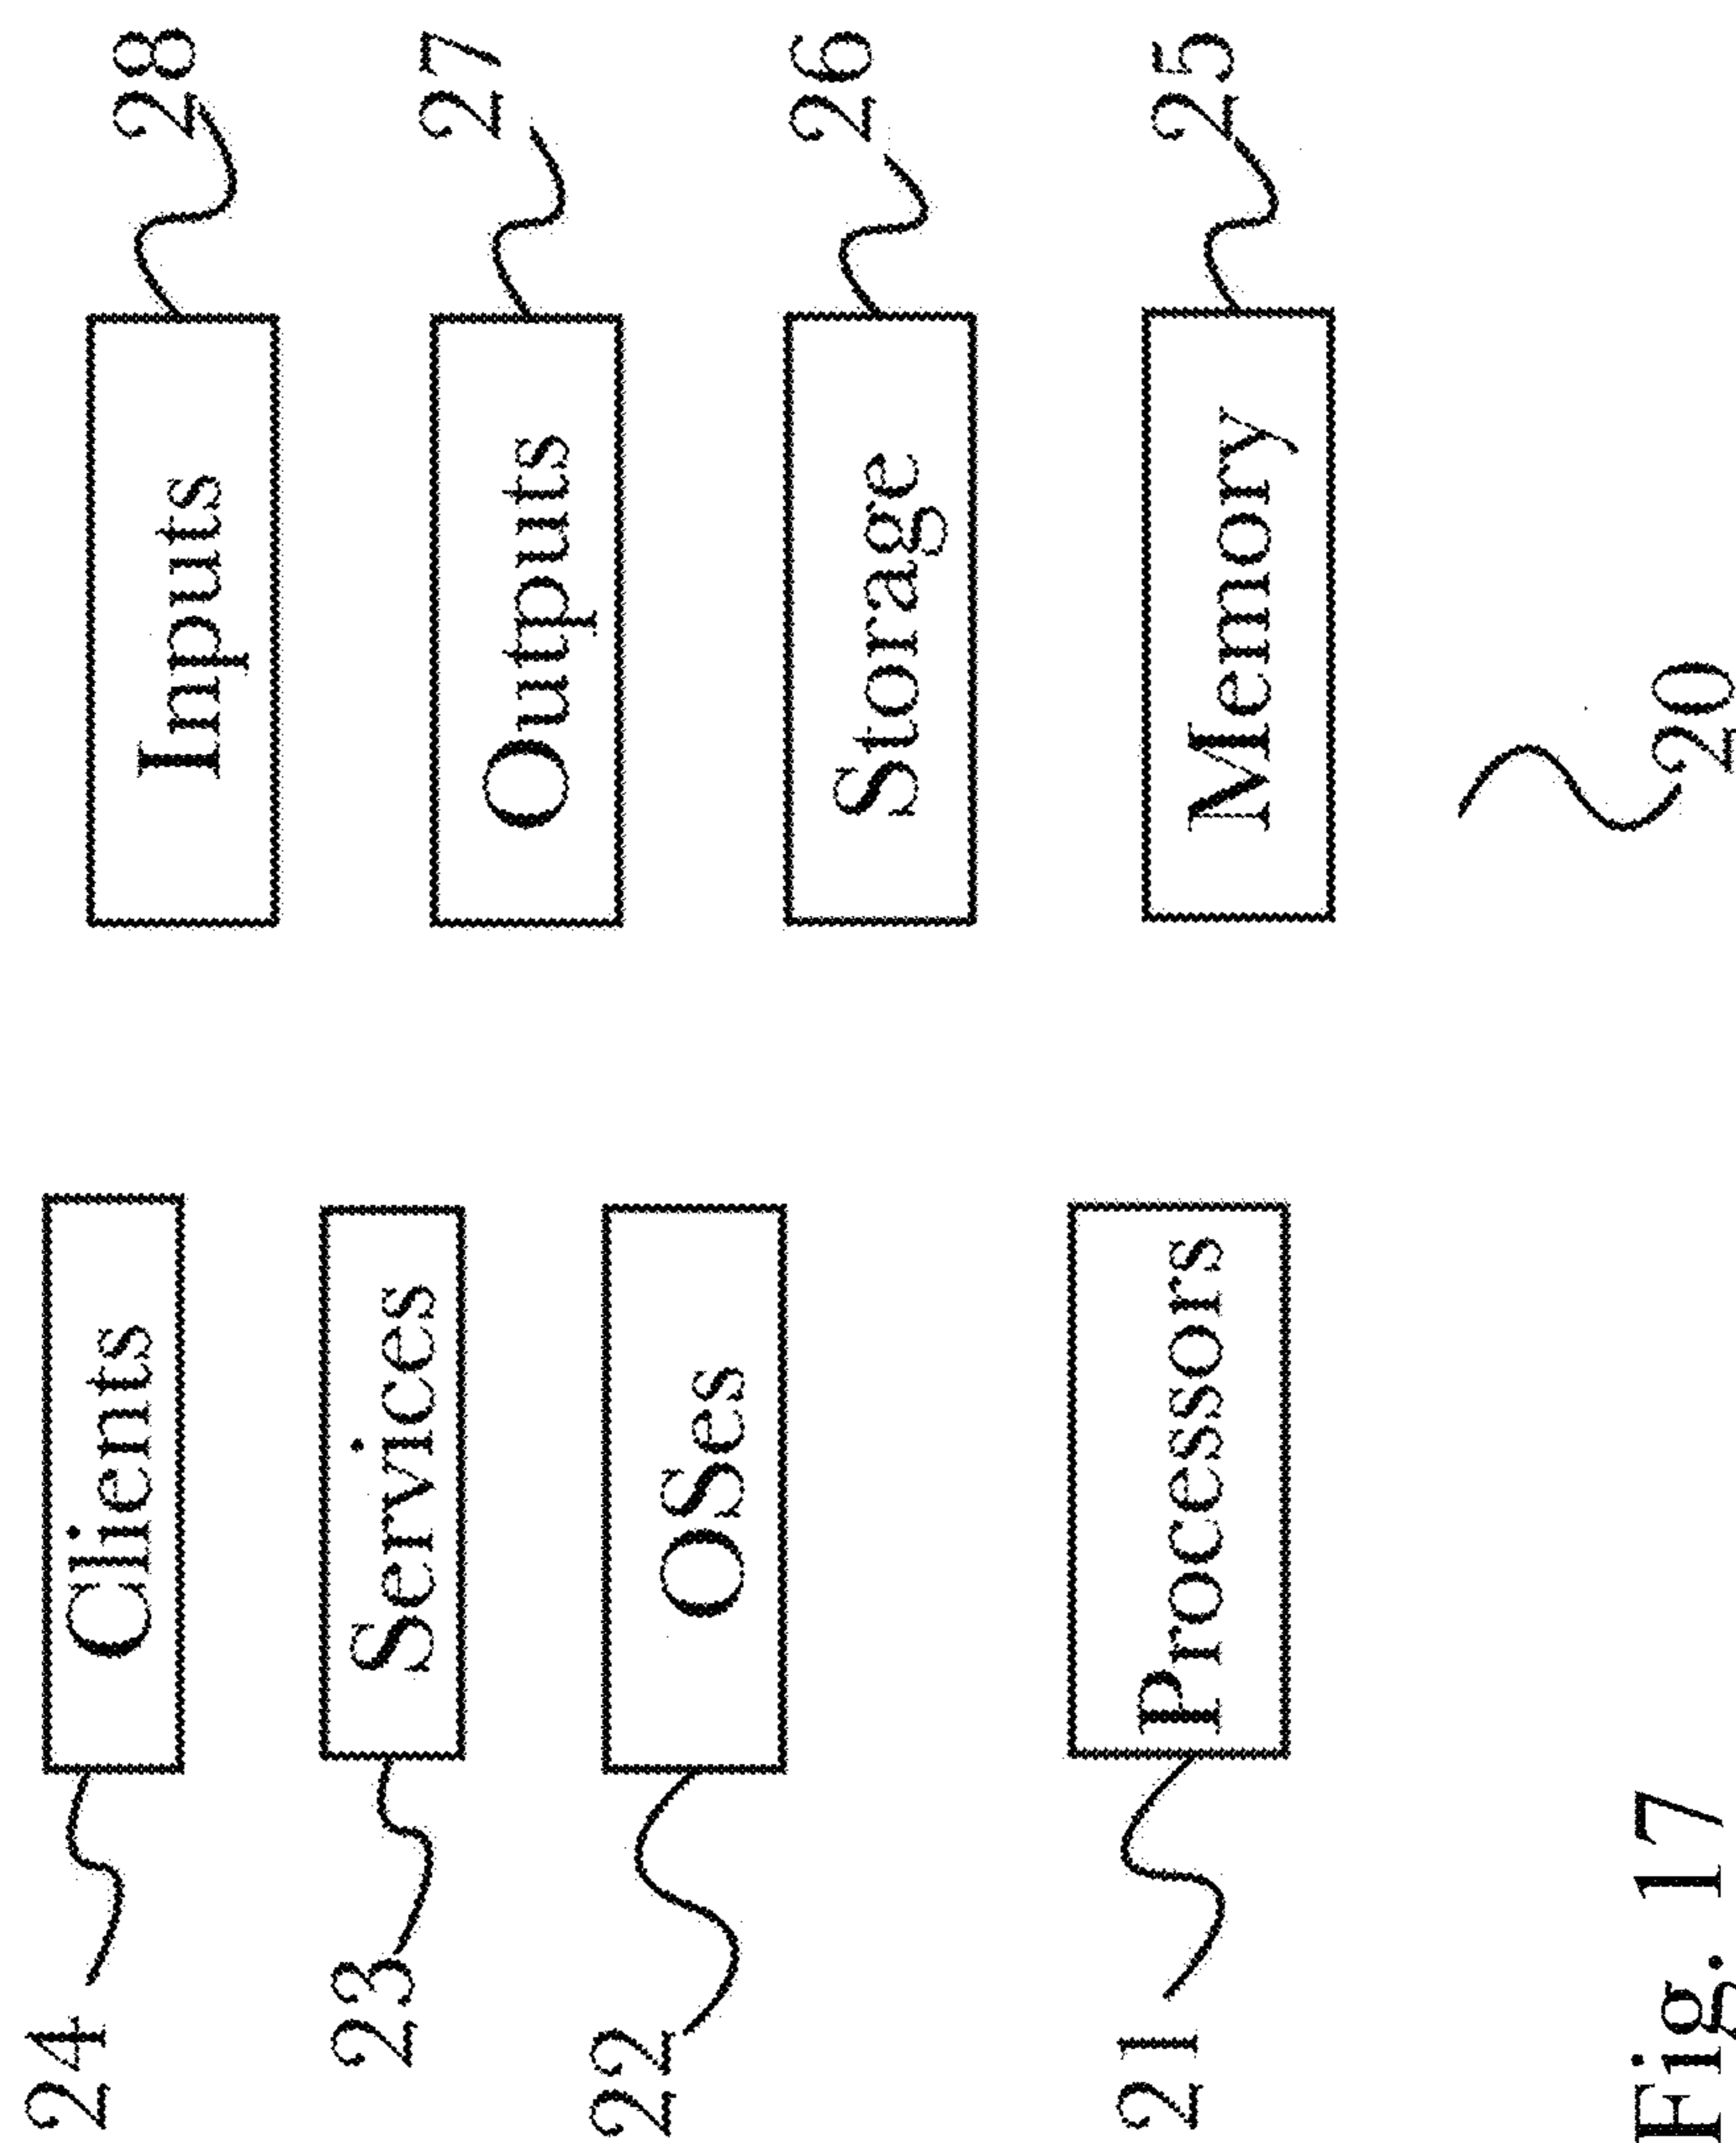 24 Clients Inputs 28
23 Services Outputs 27
22 OSes Storage 26
21 Processors Memory 25
Fig. 17 20